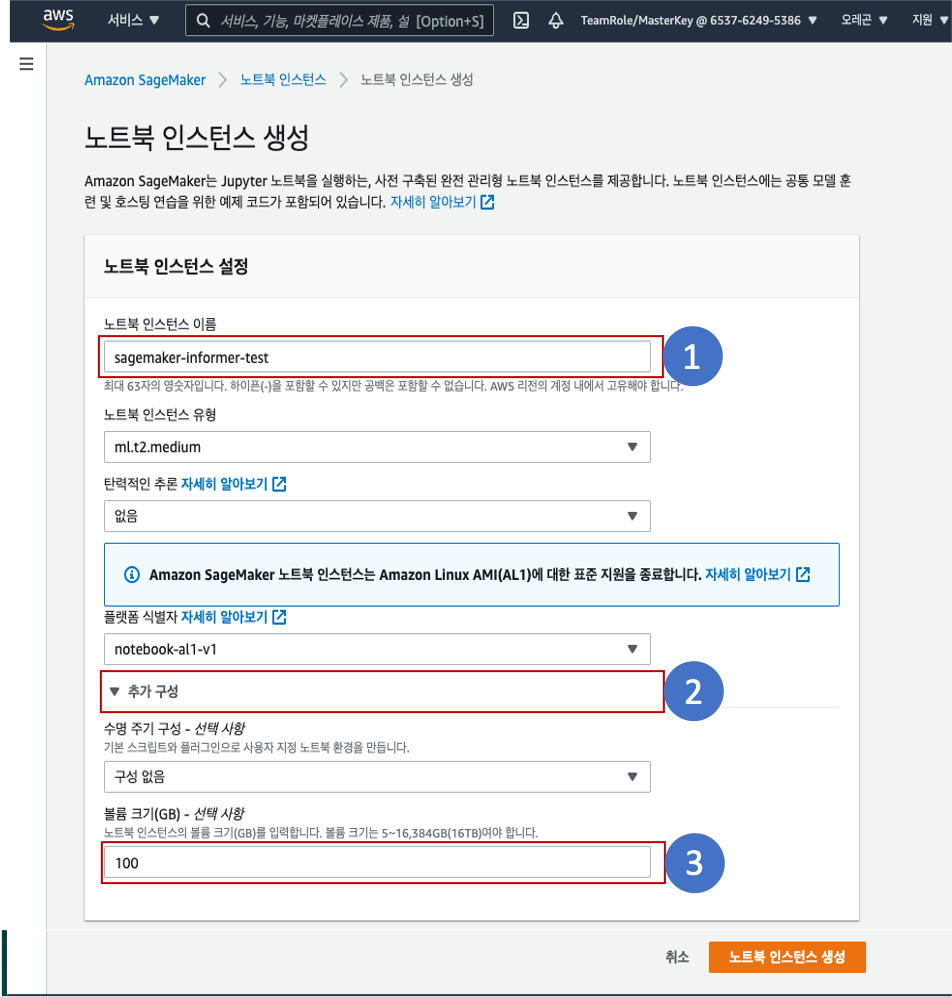 aws 서비스 ▼ 서비스, 기능, 마켓플레이스 제품, 설 [Option+S] TeamRole/MasterKey @ 6537-6249-5386 ▼ 오레곤 ▼ 지원 ▼
Amazon SageMaker > 노트북 인스턴스 > 노트북 인스턴스 생성
노트북 인스턴스 생성
Amazon SageMaker는 Jupyter 노트북을 실행하는, 사전 구축된 완전 관리형 노트북 인스턴스를 제공합니다. 노트북 인스턴스에는 공통 모델 훈
련 및 호스팅 연습을 위한 예제 코드가 포함되어 있습니다. 자세히 알아보기
노트북 인스턴스 설정
노트북 인스턴스 이름
sagemaker-informer-test
1
최대 63자의 영숫자입니다. 하이픈(-)을 포함할 수 있지만 공백은 포함할 수 없습니다. AWS 리전의 계정 내에서 고유해야 합니다.
노트북 인스턴스 유형
ml.t2.medium ▼
탄력적인 추론 자세히 알아보기
없음 ▼
Amazon SageMaker 노트북 인스턴스는 Amazon Linux AMI(AL1)에 대한 표준 지원을 종료합니다. 자세히 알아보기
플랫폼 식별자 자세히 알아보기
notebook-al1-v1 ▼
▼ 추가 구성
2
수명 주기 구성 - 선택 사항
기본 스크립트와 플러그인으로 사용자 지정 노트북 환경을 만듭니다.
구성 없음 ▼
볼륨 크기(GB) - 선택 사항
노트북 인스턴스의 볼륨 크기(GB)를 입력합니다. 볼륨 크기는 5~16,384GB(16TB)여야 합니다.
100
3
취소 노트북 인스턴스 생성